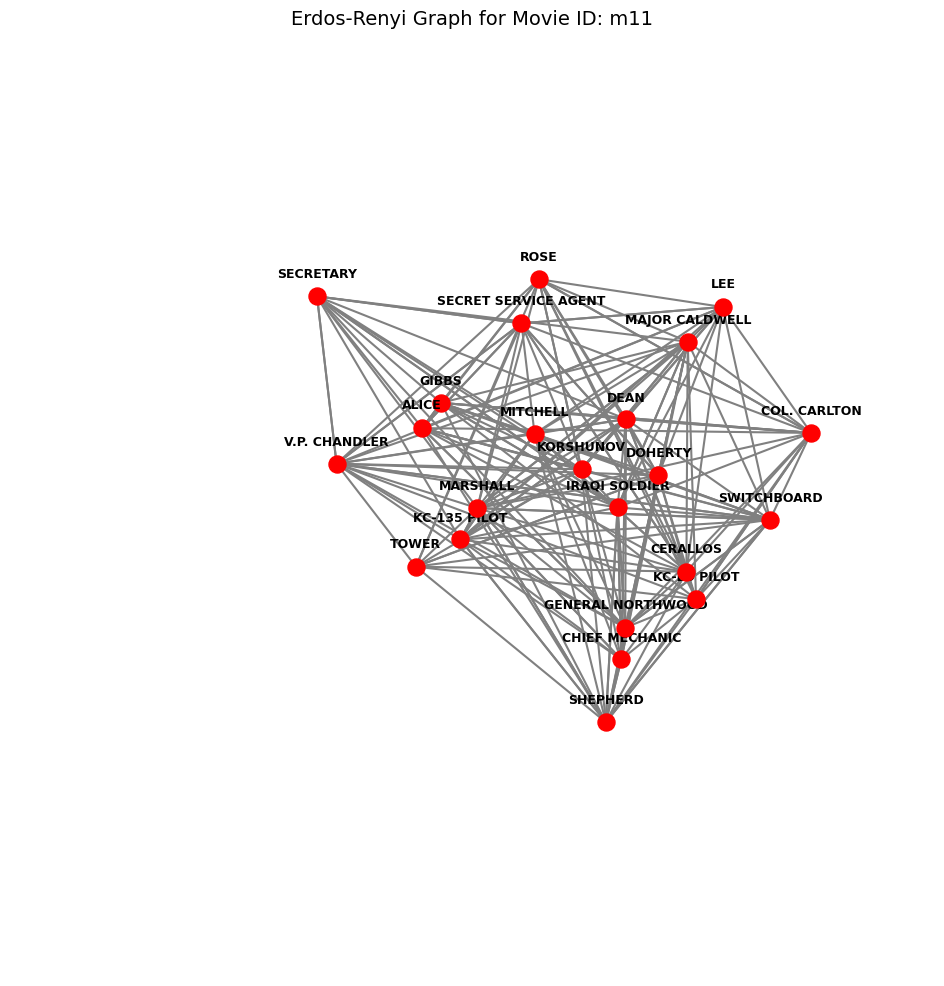 Erdos-Renyi Graph for Movie ID: m11
ROSE
SECRETARY
LEE
SECRET SERVICE AGENT
MAJOR CALDWELL
GIBBS
DEAN
ALICE
MITCHELL
COL. CARLTON
V.P. CHANDLER
KORSHUNOV
DOHERTY
MARSHALL
IRAQI SOLDIER
SWITCHBOARD
KC-135 PILOT
TOWER
CERALLOS
PILOT
GENERAL NORTHWOOD
CHIEF MECHANIC
SHEPHERD